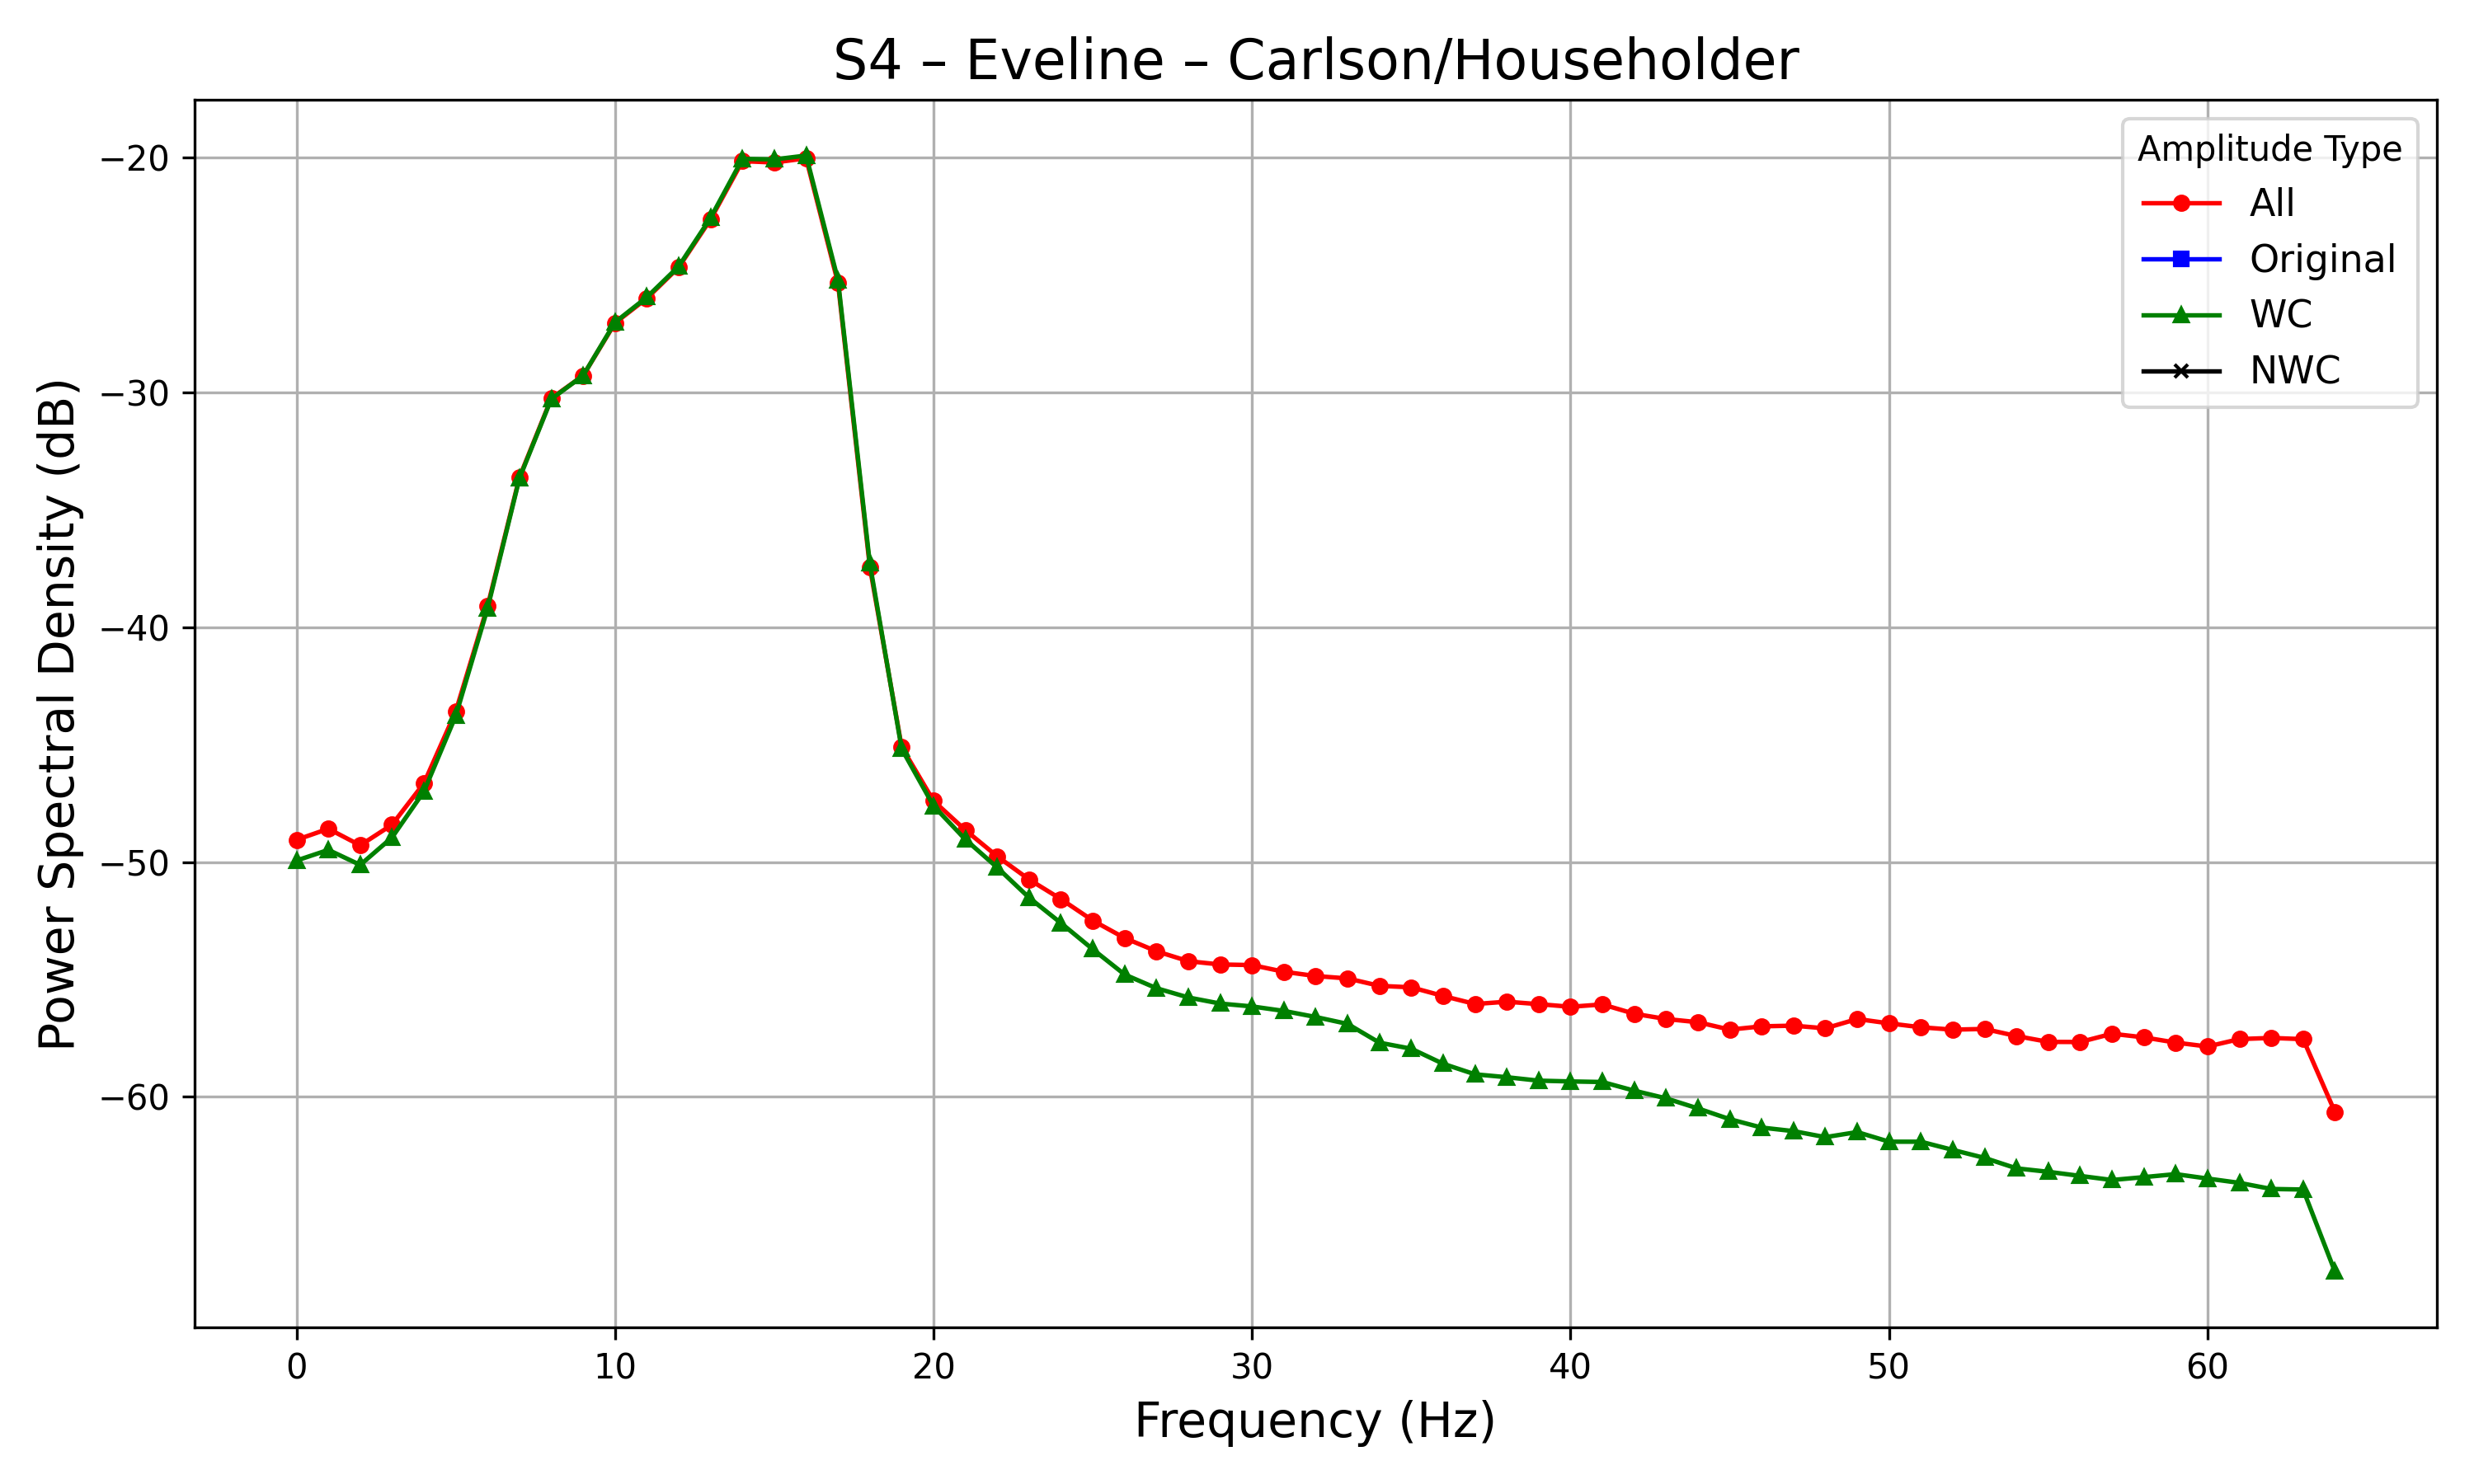 S4 – Eveline – Carlson/Householder
Amplitude Type
All
Original
WC
NWC
Power Spectral Density (dB)
−20
−30
−40
−50
−60
0 10 20 30 40 50 60
Frequency (Hz)